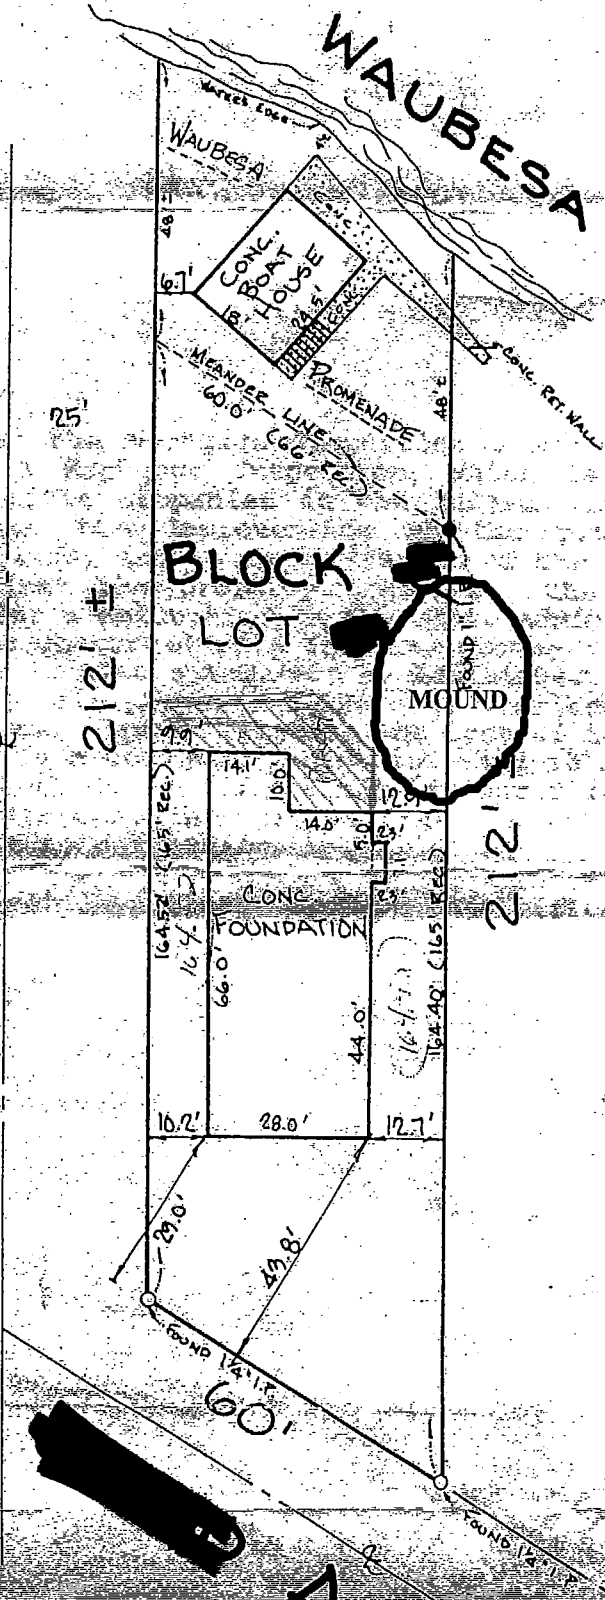 WAUBESA
WATERS EDGE
WAUBESA
CONC.
48'±
6.7'
CONC.
BOAT
HOUSE
18'
24.5'
CONC
CONC. RET. WALL
MEANDER LINE
60.0'
(66' REC)
PROMENADE
48'±
25'
BLOCK
LOT
212' ±
FOUND 1"
MOUND
212' ±
9.9'
14.1'
10.0'
14.0'
5.0'
12.9'
2.3'
2.3'
164.52 (165' REC.)
CONC
FOUNDATION
66.0'
44.0'
164.40' (165' REC.)
10.2'
28.0'
12.7'
29.0'
43.8'
FOUND 1¼" I.P.
60'
FOUND 1¼" I.P.